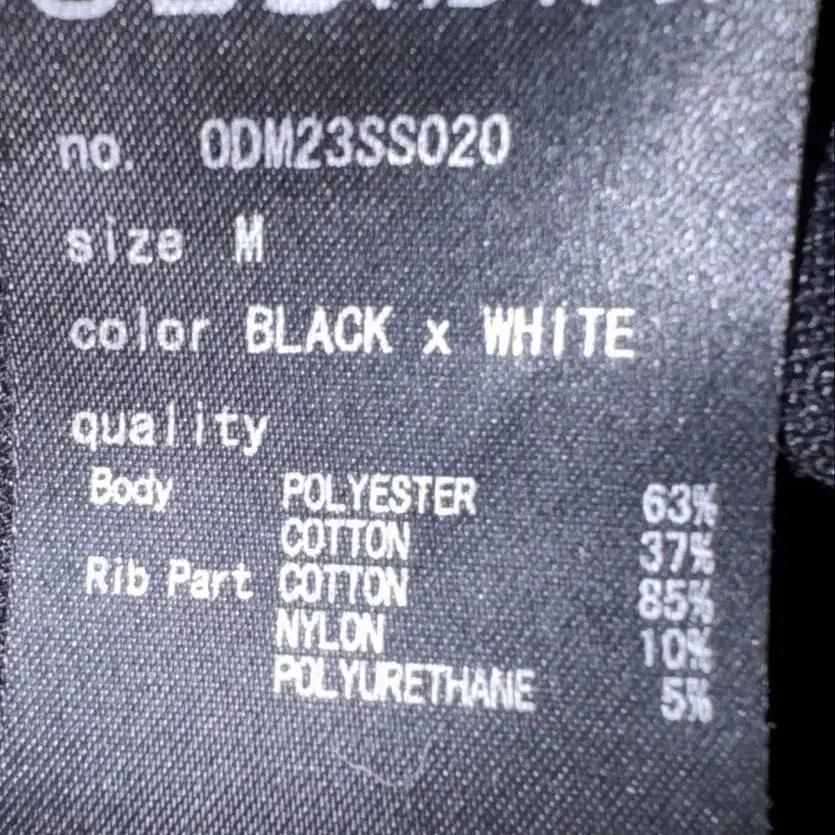 no. ODM23SS020
size M
color BLACK x WHITE
quality
Body POLYESTER 63%
COTTON 37%
Rib Part COTTON 85%
NYLON 10%
POLYURETHANE 5%